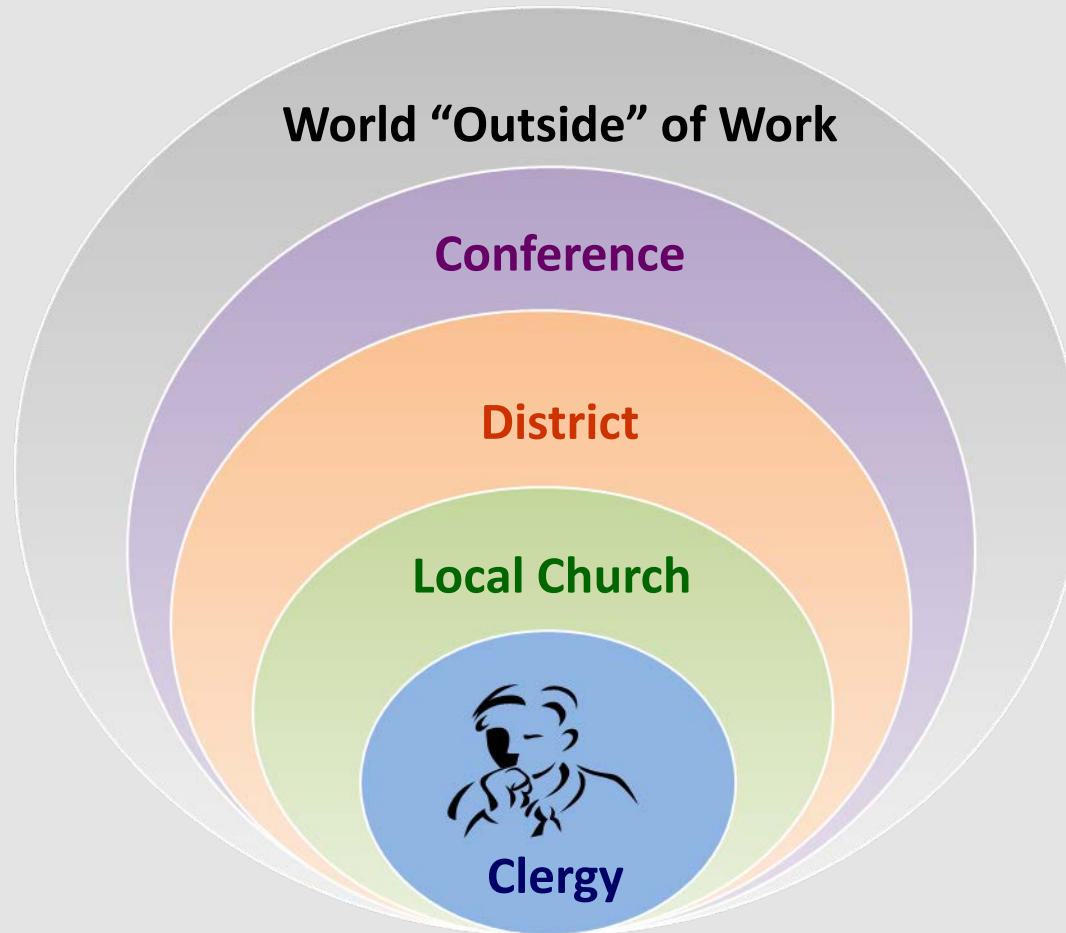 World “Outside” of Work
Conference
District
Local Church
Clergy